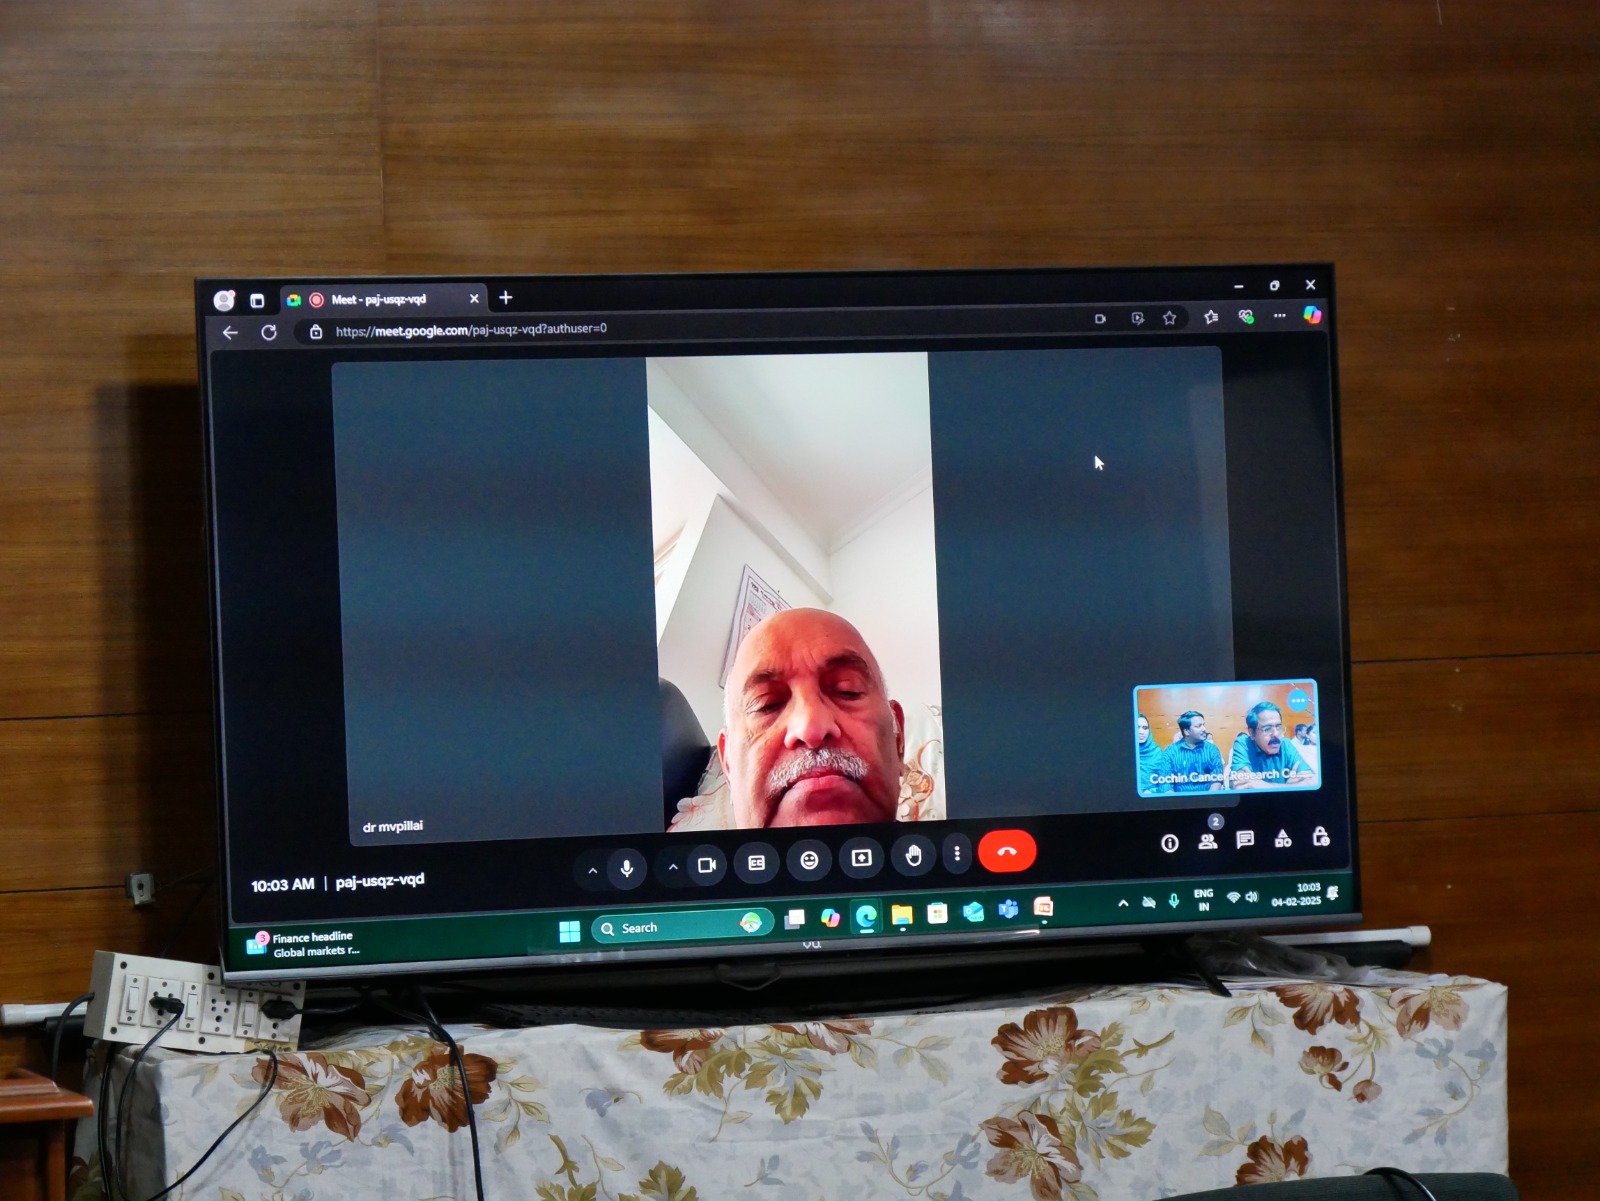 Meet - paj-usqz-vqd
https://meet.google.com/paj-usqz-vqd?authuser=0
Cochin Cancer Research Ce...
dr mvpillai
2
10:03 AM | paj-usqz-vqd
3
Finance headline
Global markets r...
Search
ENG
IN
10:03
04-02-2025